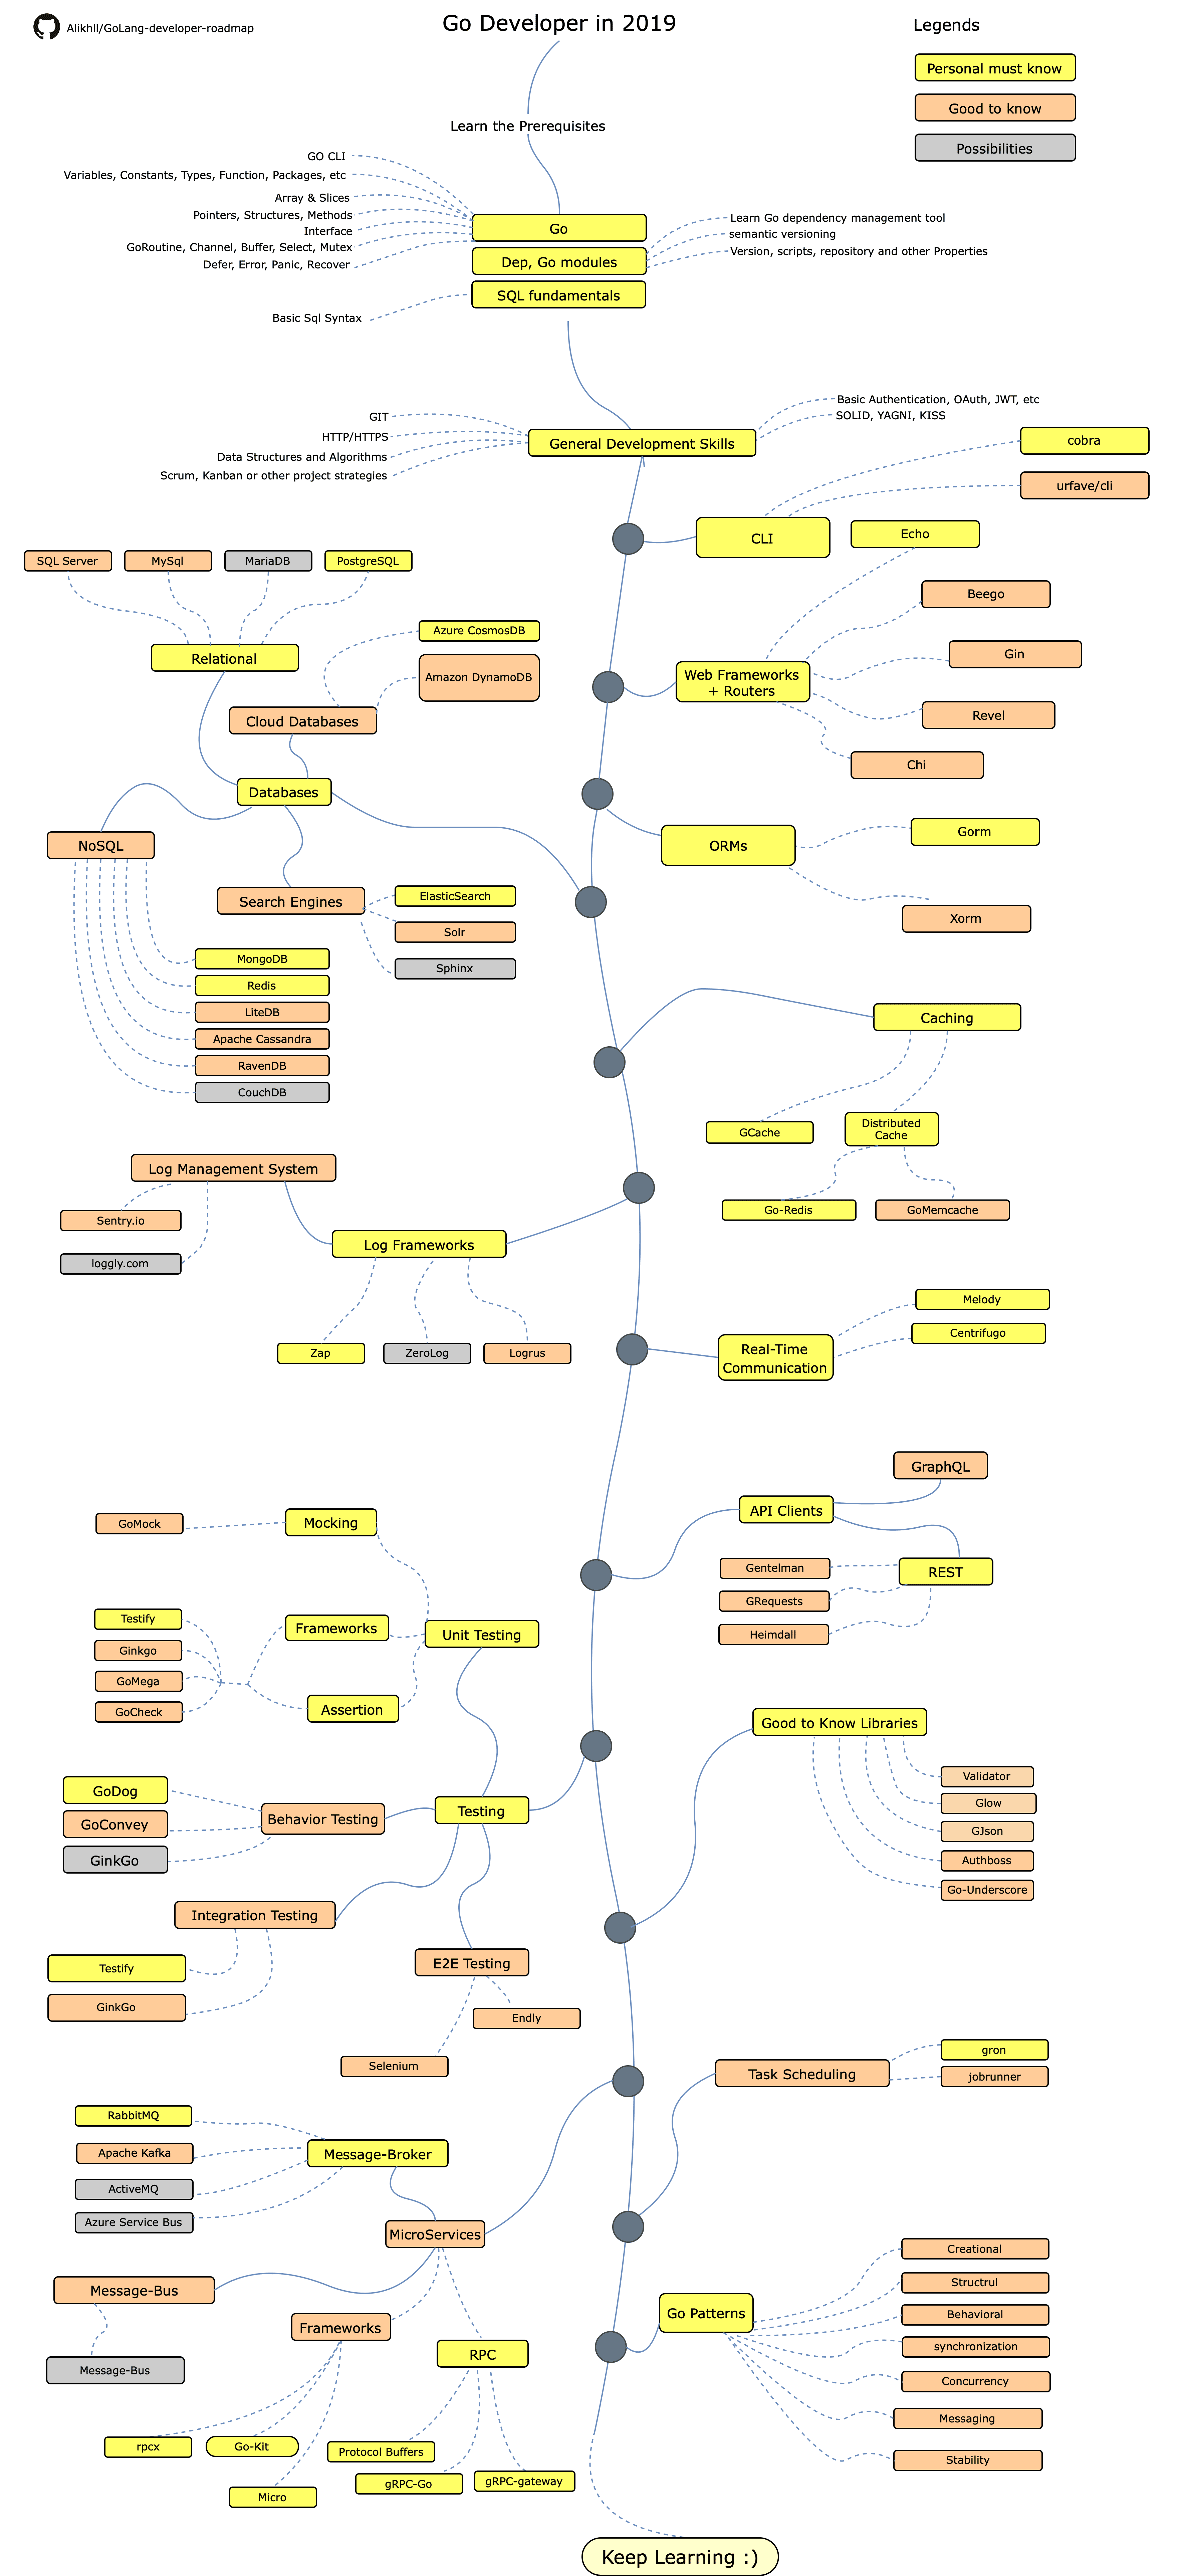 Alikhll/GoLang-developer-roadmap
Go Developer in 2019
Legends
Personal must know
Good to know
Possibilities
Learn the Prerequisites
GO CLI
Variables, Constants, Types, Function, Packages, etc
Array & Slices
Pointers, Structures, Methods
Interface
GoRoutine, Channel, Buffer, Select, Mutex
Defer, Error, Panic, Recover
Go
Dep, Go modules
SQL fundamentals
Learn Go dependency management tool
semantic versioning
Version, scripts, repository and other Properties
Basic Sql Syntax
GIT
HTTP/HTTPS
Data Structures and Algorithms
Scrum, Kanban or other project strategies
General Development Skills
Basic Authentication, OAuth, JWT, etc
SOLID, YAGNI, KISS
cobra
urfave/cli
CLI
Echo
Beego
Gin
Web Frameworks
+ Routers
Revel
Chi
SQL Server
MySql
MariaDB
PostgreSQL
Relational
Azure CosmosDB
Amazon DynamoDB
Cloud Databases
Databases
NoSQL
Search Engines
ElasticSearch
Solr
Sphinx
MongoDB
Redis
LiteDB
Apache Cassandra
RavenDB
CouchDB
ORMs
Gorm
Xorm
Caching
GCache
Distributed
Cache
Go-Redis
GoMemcache
Log Management System
Sentry.io
loggly.com
Log Frameworks
Zap
ZeroLog
Logrus
Melody
Centrifugo
Real-Time
Communication
GraphQL
API Clients
REST
Gentelman
GRequests
Heimdall
GoMock
Mocking
Testify
Ginkgo
GoMega
GoCheck
Frameworks
Unit Testing
Assertion
Good to Know Libraries
Validator
Glow
GJson
Authboss
Go-Underscore
GoDog
GoConvey
GinkGo
Behavior Testing
Testing
Integration Testing
Testify
GinkGo
E2E Testing
Endly
Selenium
Task Scheduling
gron
jobrunner
RabbitMQ
Apache Kafka
ActiveMQ
Azure Service Bus
Message-Broker
MicroServices
Message-Bus
Message-Bus
Frameworks
RPC
rpcx
Go-Kit
Micro
Protocol Buffers
gRPC-Go
gRPC-gateway
Go Patterns
Creational
Structrul
Behavioral
synchronization
Concurrency
Messaging
Stability
Keep Learning :)